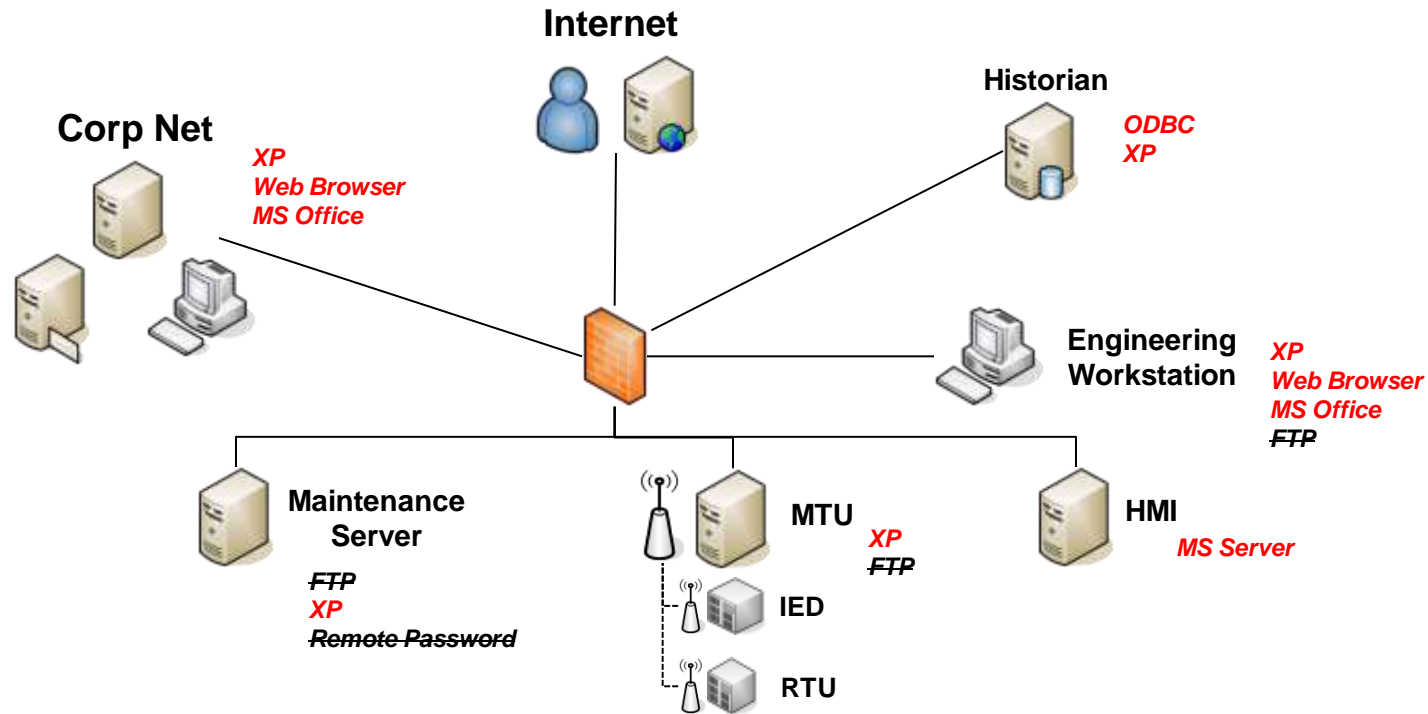 Internet
Historian
ODBC
XP
Corp Net
XP
Web Browser
MS Office
Engineering
Workstation
XP
Web Browser
MS Office
FTP
Maintenance
Server
FTP
XP
Remote Password
MTU
XP
FTP
HMI
MS Server
IED
RTU